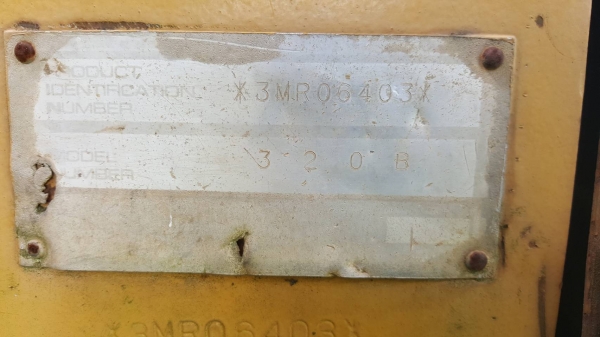 PRODUCT
IDENTIFICATION *3MR06403*
NUMBER
MODEL 320B
NUMBER
*3MR06403*